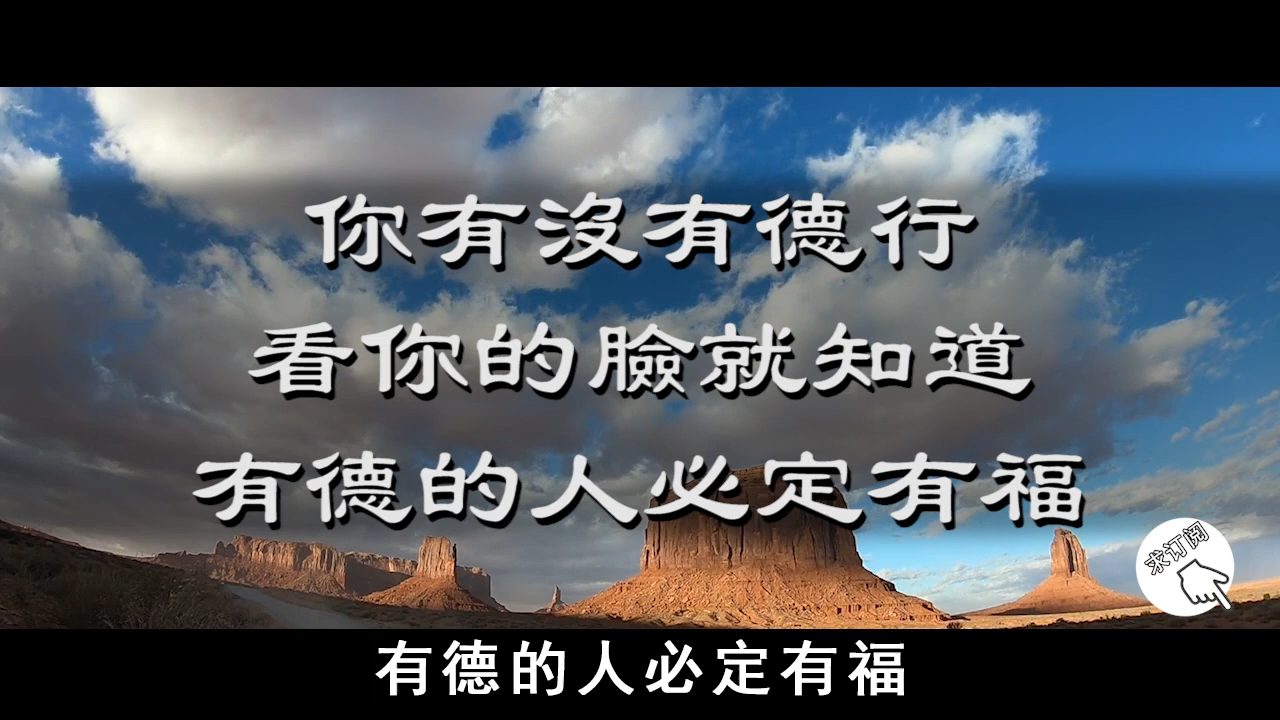 你有沒有德行
看你的臉就知道
有德的人必定有福
求订阅
有德的人必定有福